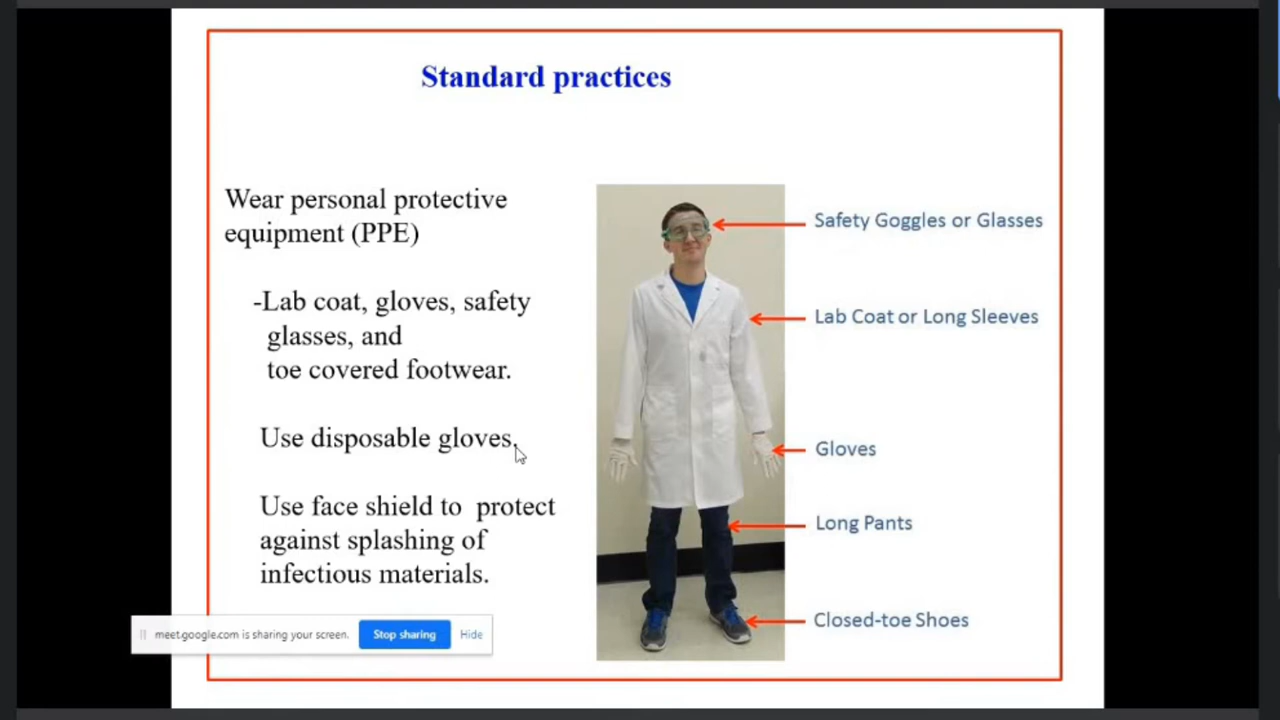 Standard practices
Wear personal protective
equipment (PPE)
-Lab coat, gloves, safety
glasses, and
toe covered footwear.
Use disposable gloves.
Use face shield to protect
against splashing of
infectious materials.
Safety Goggles or Glasses
Lab Coat or Long Sleeves
Gloves
Long Pants
Closed-toe Shoes
meet.google.com is sharing your screen.
Stop sharing
Hide